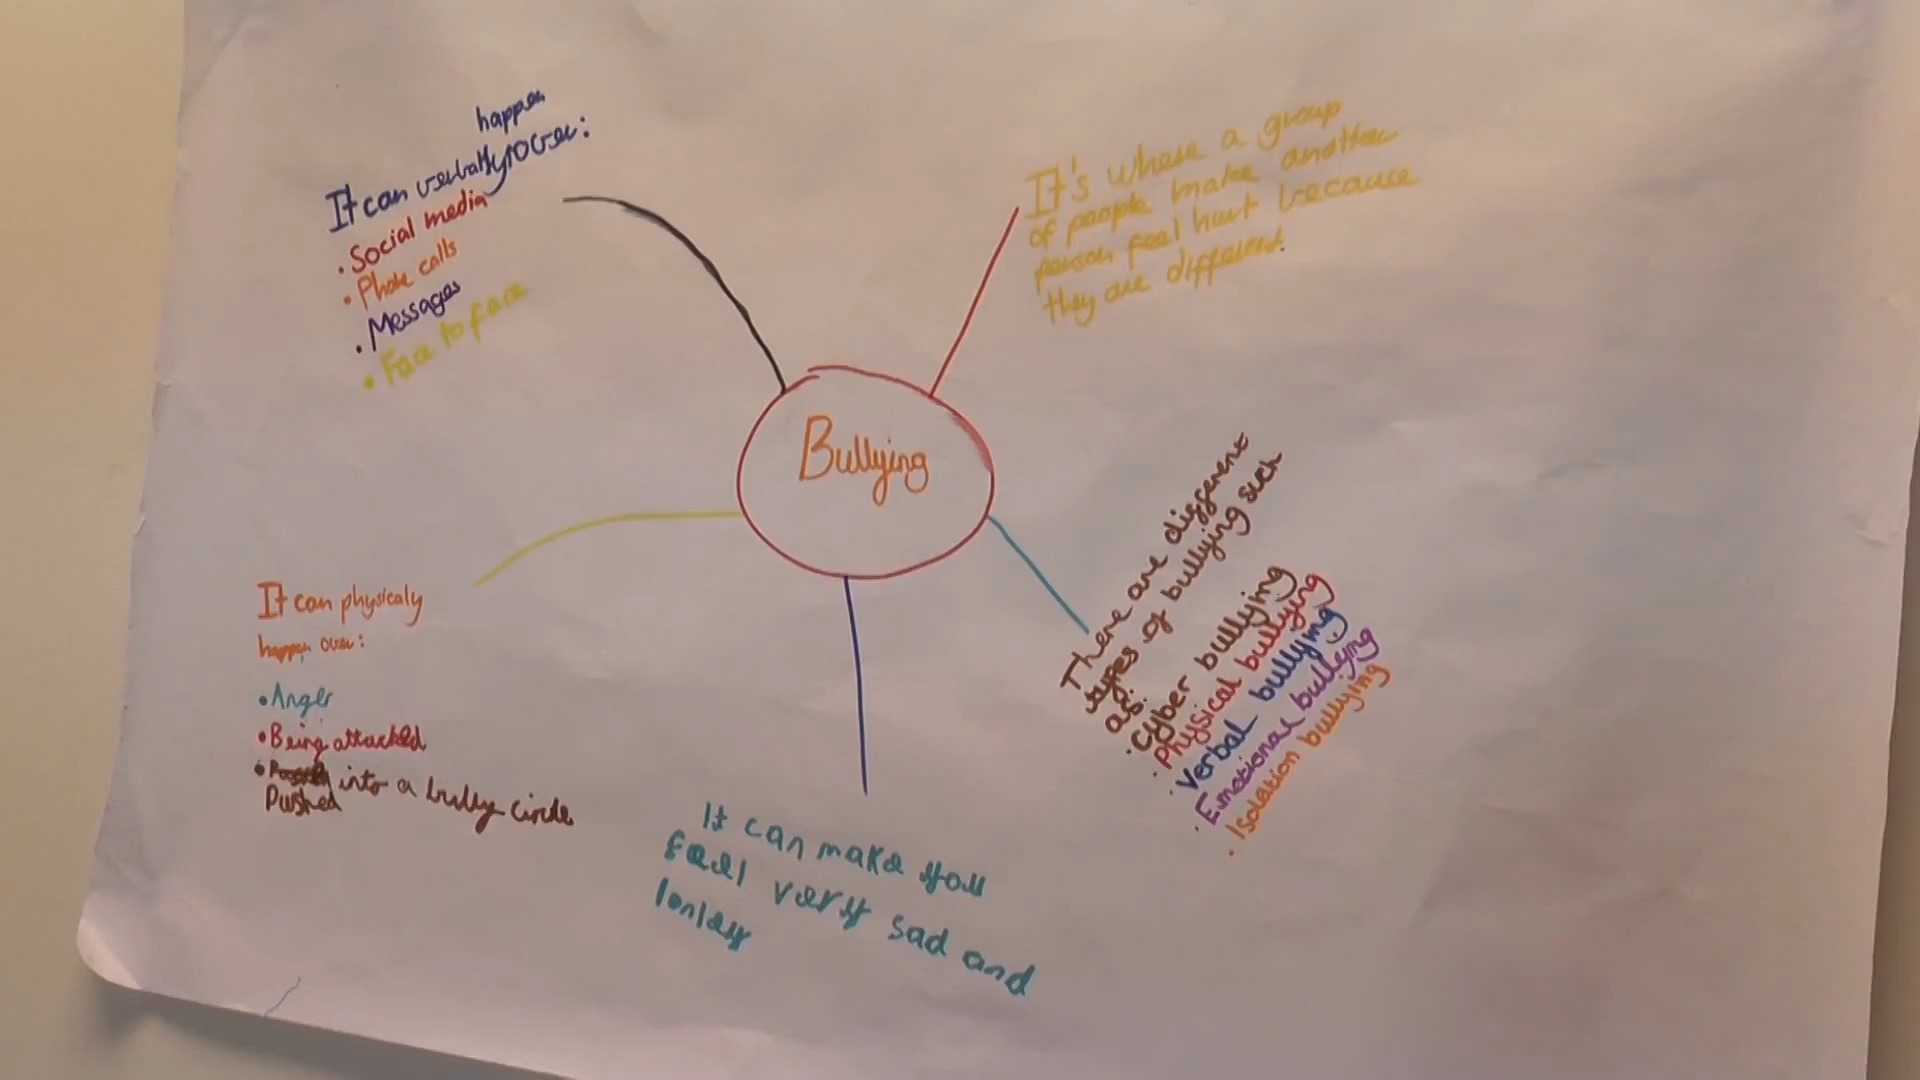 Bullying
happen
It can verbally over:
• Social media
• Phone calls
• Messages
• Face to face
It's where a group
of people make another
person feel hurt because
they are different.
There are different
types of bullying such
as:
• Cyber bullying
• Physical bullying
• Verbal bullying
• Emotional bullying
• Isolation bullying
It can make you
feel very sad and
lonley
It can physicaly
happen over:
• Anger
• Being attacked
• into a bully circle
Pushed